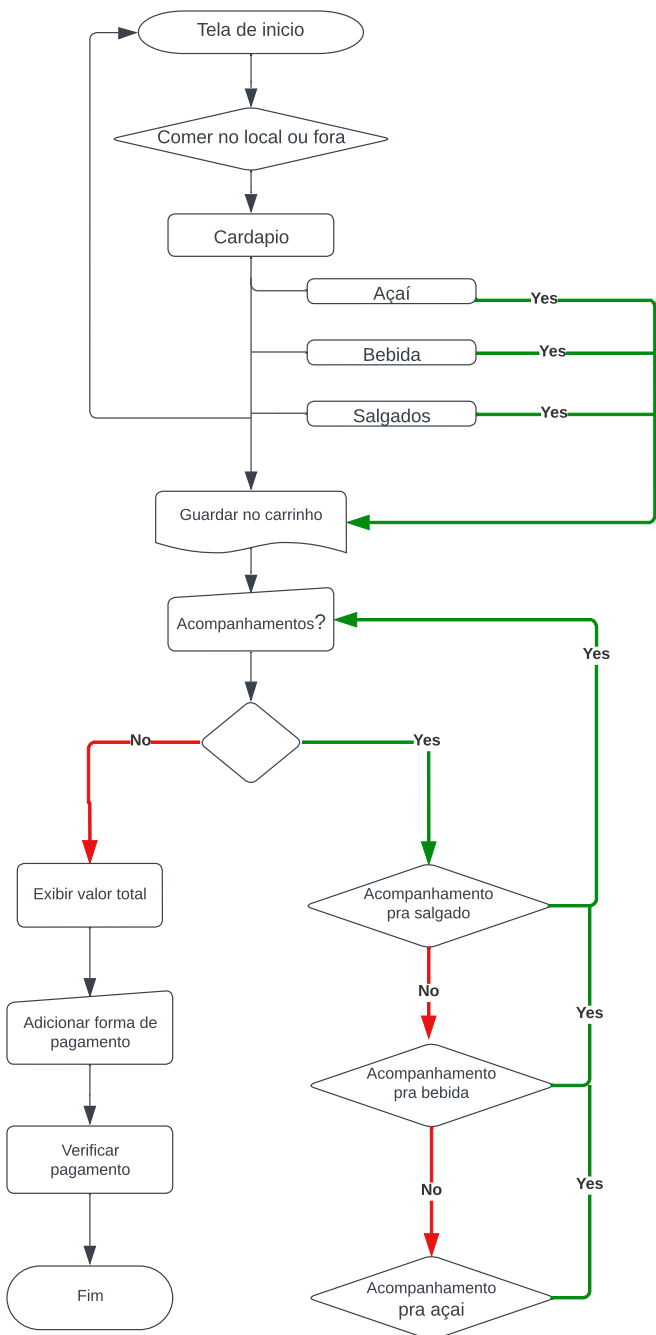 Tela de inicio
Comer no local ou fora
Cardapio
Açaí
Yes
Bebida
Yes
Salgados
Yes
Guardar no carrinho
Acompanhamentos?
Yes
No
Yes
Exibir valor total
Acompanhamento
pra salgado
No
Yes
Adicionar forma de
pagamento
Acompanhamento
pra bebida
Verificar
pagamento
No
Yes
Fim
Acompanhamento
pra açai